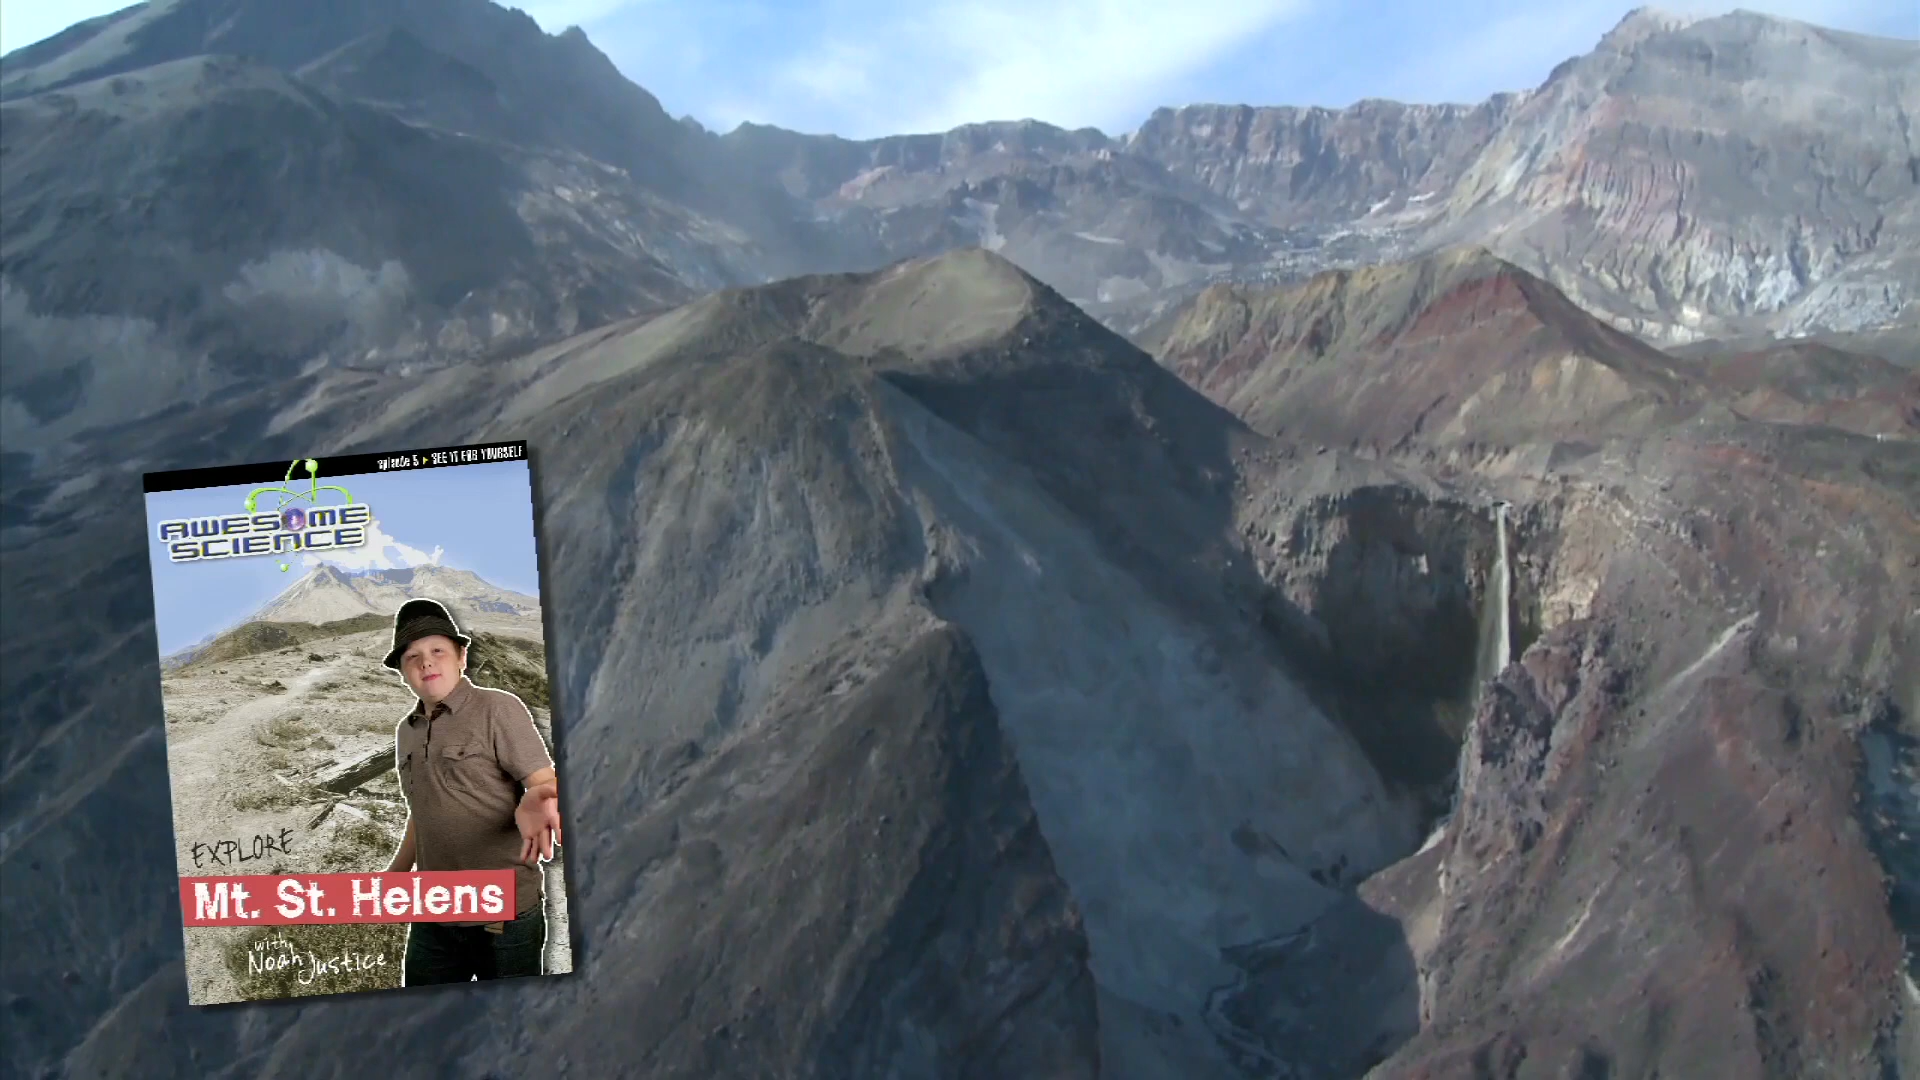 episode 5 ▸ SEE IT FOR YOURSELF
AWESOME
SCIENCE
EXPLORE
Mt. St. Helens
with
Noah Justice